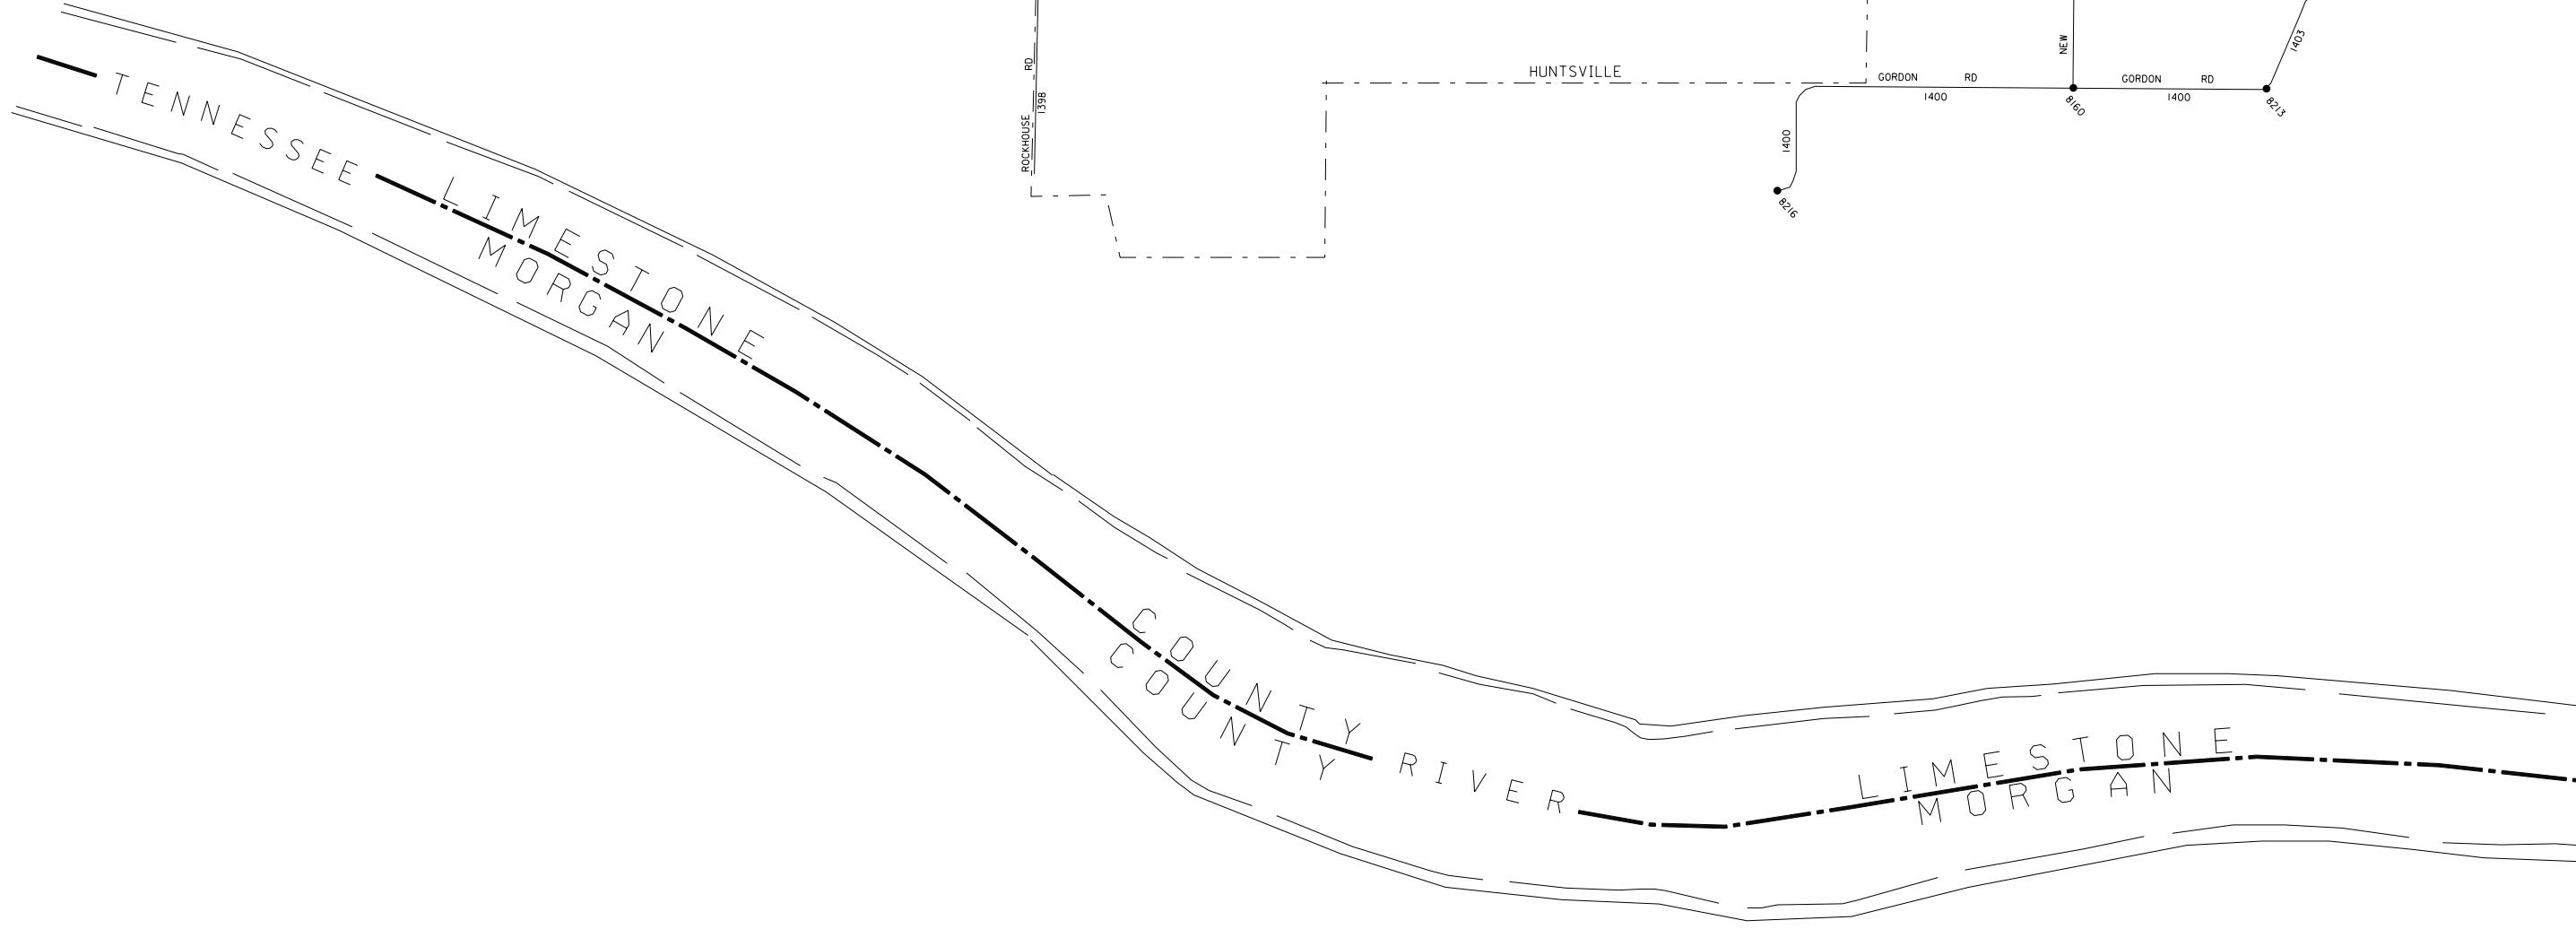 TENNESSEE
LIMESTONE
MORGAN
COUNTY
COUNTY
RIVER
LIMESTONE
MORGAN
ROCKHOUSE RD
1398
HUNTSVILLE
GORDON RD
1400
1400
8216
NEW
8160
GORDON RD
1400
8213
1403